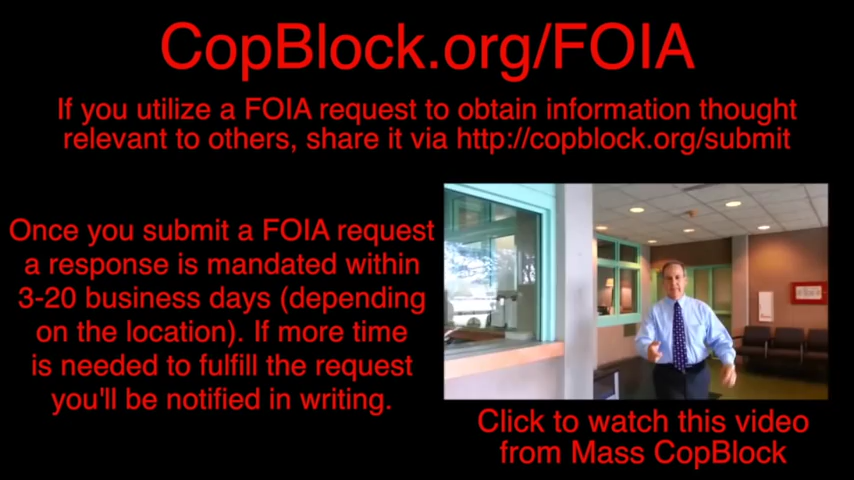 CopBlock.org/FOIA
If you utilize a FOIA request to obtain information thought
relevant to others, share it via http://copblock.org/submit
Once you submit a FOIA request
a response is mandated within
3-20 business days (depending
on the location). If more time
is needed to fulfill the request
you'll be notified in writing.
Click to watch this video
from Mass CopBlock